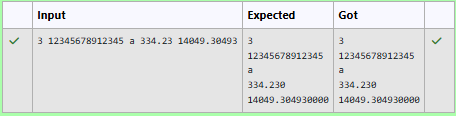 Input Expected Got
3 12345678912345 a 334.23 14049.30493 3 3
12345678912345 12345678912345
a a
334.230 334.230
14049.304930000 14049.304930000